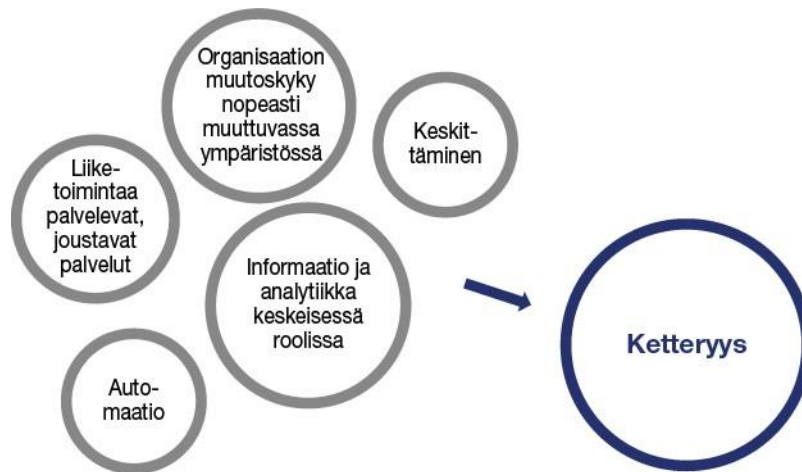 Organisaation
muutoskyky
nopeasti
muuttuvassa
ympäristössä
Keskit-
täminen
Liike-
toimintaa
palvelevat,
joustavat
palvelut
Informaatio ja
analytiikka
keskeisessä
roolissa
Auto-
maatio
Ketteryys